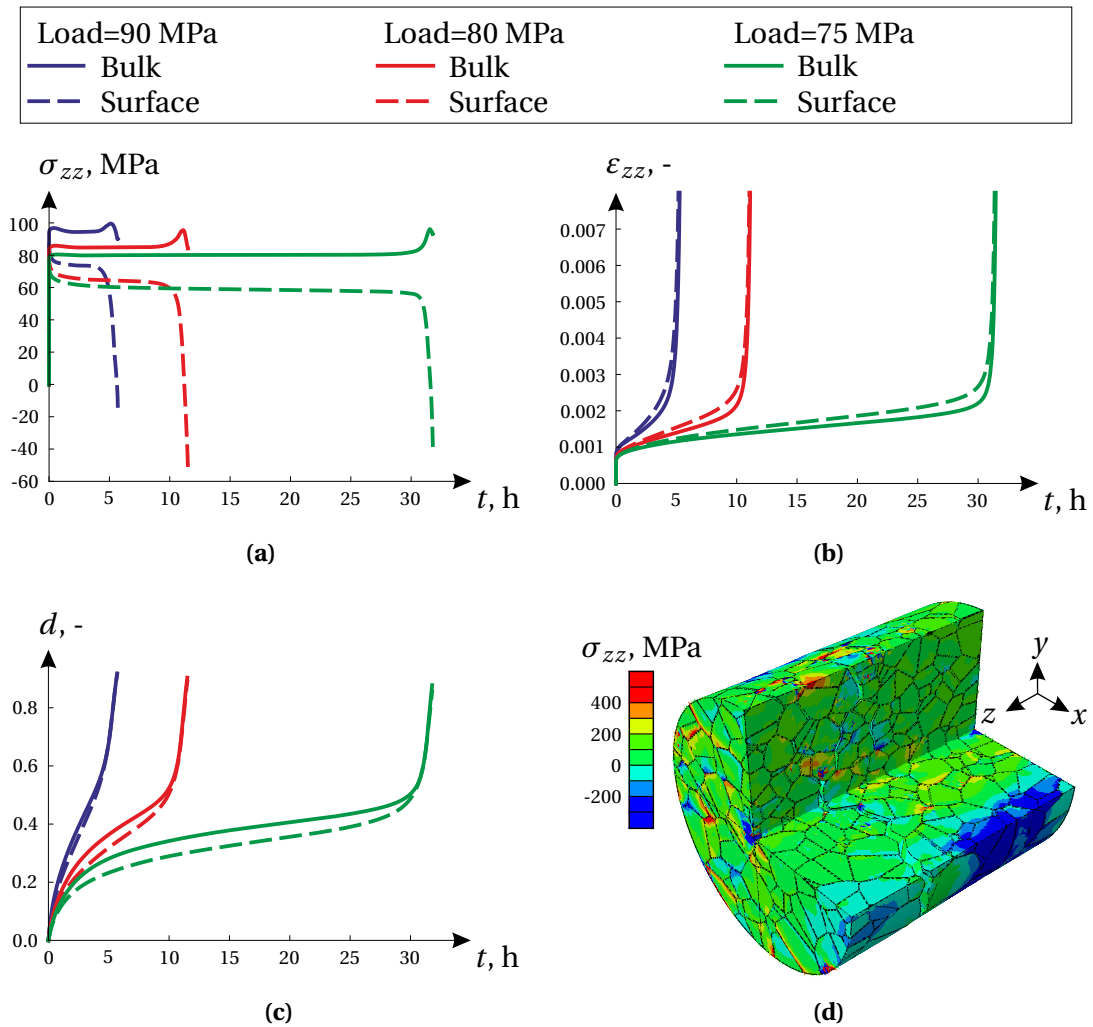 Load=90 MPa Load=80 MPa Load=75 MPa
Bulk Bulk Bulk
Surface Surface Surface
σzz, MPa
100
80
60
40
20
0
-20
-40
-60
0 5 10 15 20 25 30
t, h
(a)
εzz, -
0.007
0.006
0.005
0.004
0.003
0.002
0.001
0.000
0 5 10 15 20 25 30
t, h
(b)
d, -
0.8
0.6
0.4
0.2
0.0
0 5 10 15 20 25 30
t, h
(c)
σzz, MPa
400
200
0
-200
y
z x
(d)